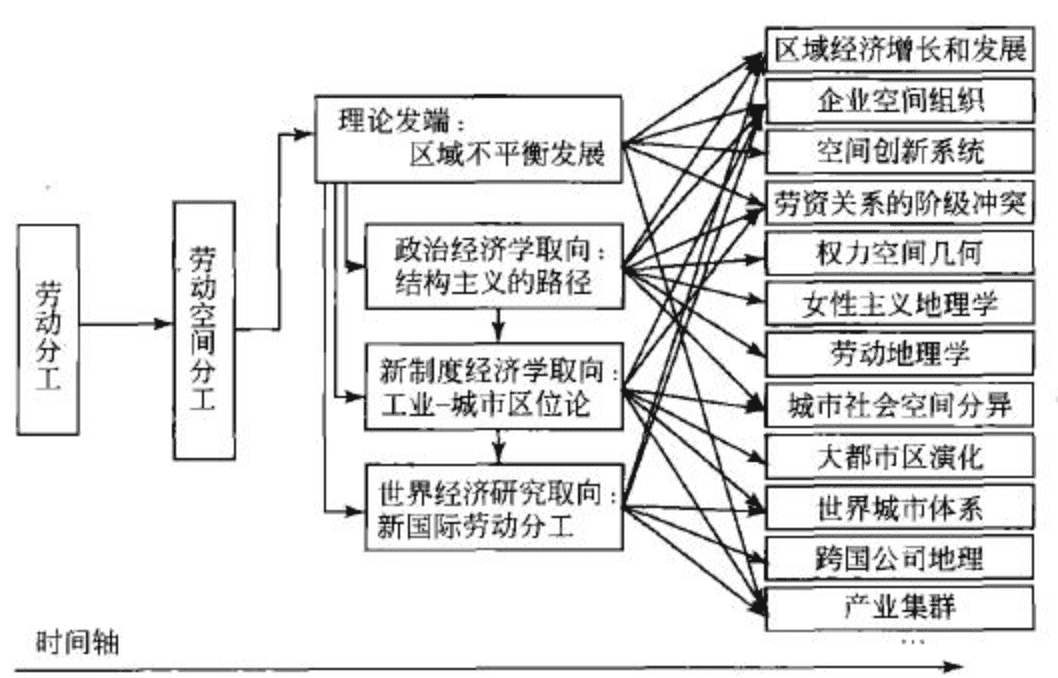 劳动分工
劳动空间分工
理论发端：
区域不平衡发展
政治经济学取向：
结构主义的路径
新制度经济学取向：
工业-城市区位论
世界经济研究取向：
新国际劳动分工
区域经济增长和发展
企业空间组织
空间创新系统
劳资关系的阶级冲突
权力空间几何
女性主义地理学
劳动地理学
城市社会空间分异
大都市区演化
世界城市体系
跨国公司地理
产业集群
…
时间轴